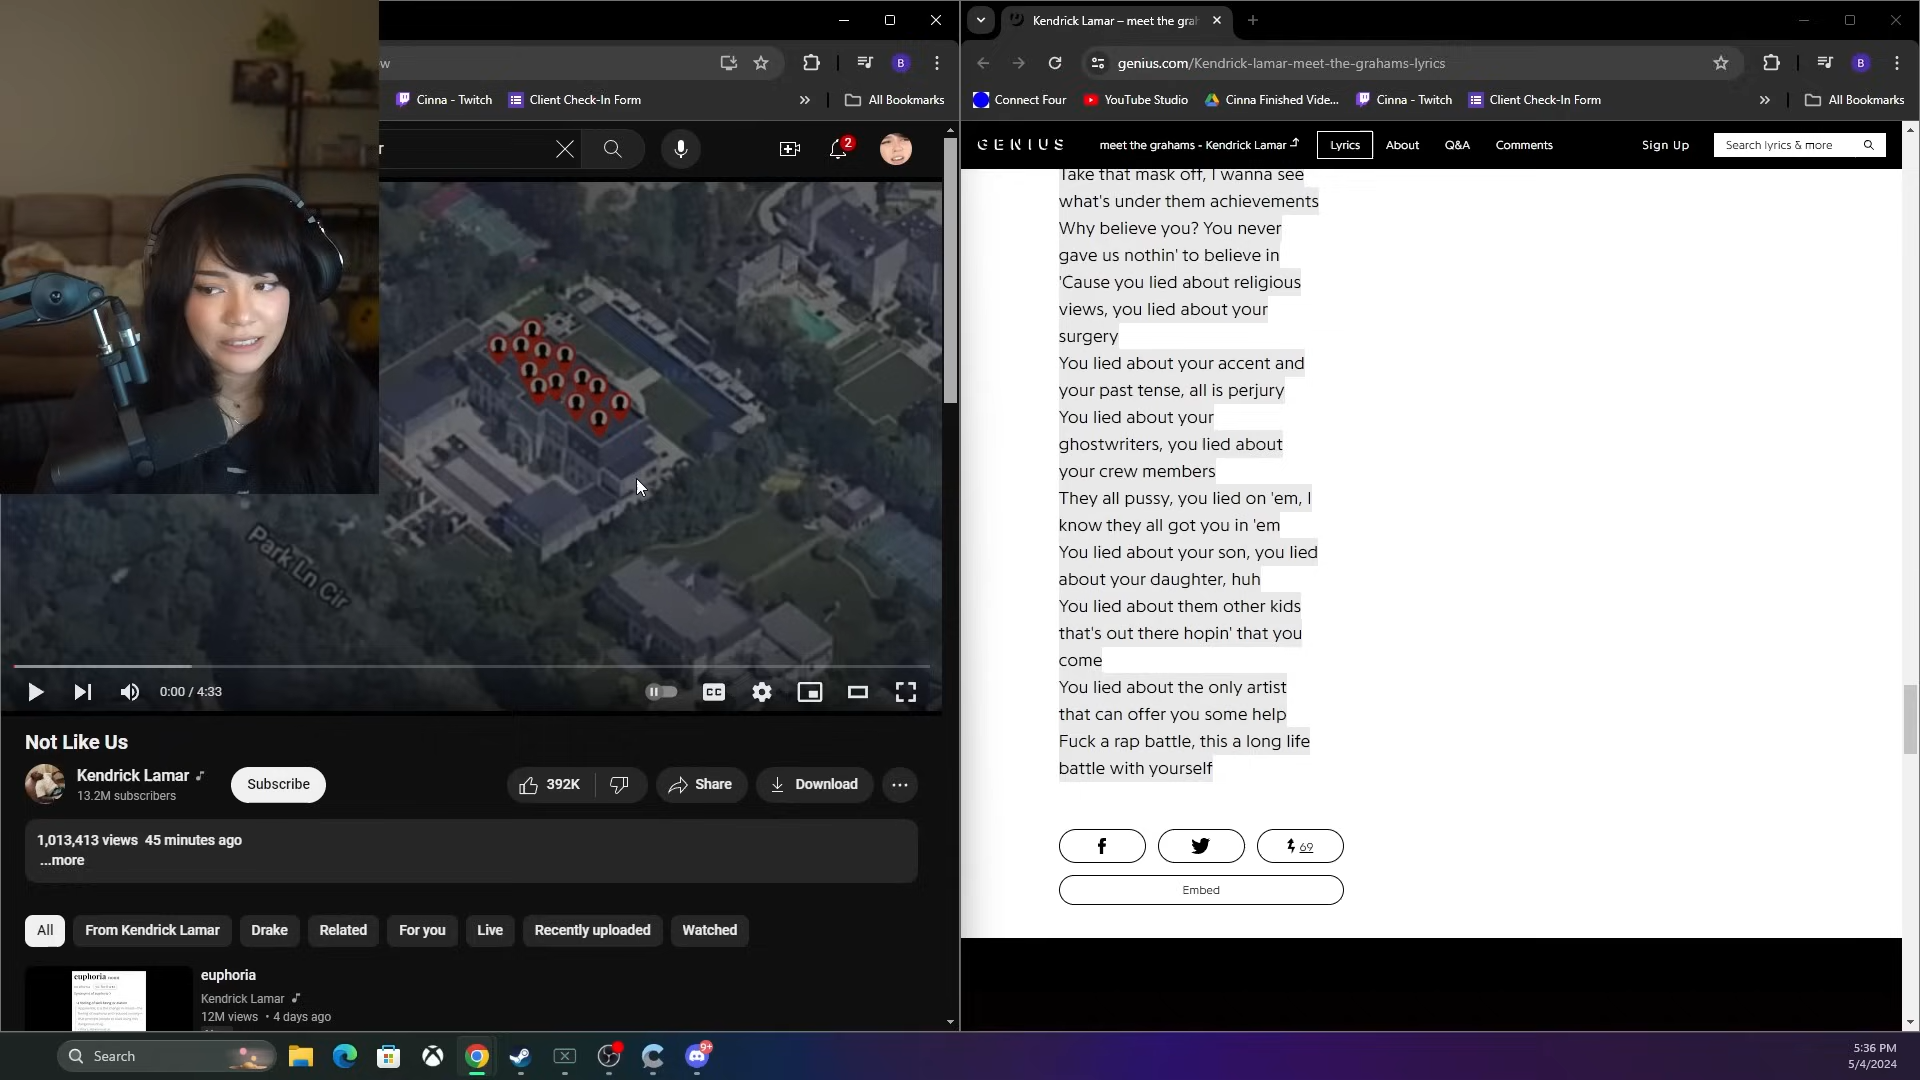 w
B
Cinna - Twitch
Client Check-In Form
»
All Bookmarks
r
2
Park Ln Cir
0:00 / 4:33
CC
Not Like Us
Kendrick Lamar
13.2M subscribers
Subscribe
392K
Share
Download
1,013,413 views 45 minutes ago
...more
All
From Kendrick Lamar
Drake
Related
For you
Live
Recently uploaded
Watched
euphoria
euphoria
Kendrick Lamar
12M views • 4 days ago
Kendrick Lamar – meet the gra
genius.com/Kendrick-lamar-meet-the-grahams-lyrics
B
Connect Four
YouTube Studio
Cinna Finished Vide...
Cinna - Twitch
Client Check-In Form
»
All Bookmarks
GENIUS
meet the grahams - Kendrick Lamar
Lyrics
About
Q&A
Comments
Sign Up
Search lyrics & more
Take that mask off, I wanna see
what's under them achievements
Why believe you? You never
gave us nothin' to believe in
'Cause you lied about religious
views, you lied about your
surgery
You lied about your accent and
your past tense, all is perjury
You lied about your
ghostwriters, you lied about
your crew members
They all pussy, you lied on 'em, I
know they all got you in 'em
You lied about your son, you lied
about your daughter, huh
You lied about them other kids
that's out there hopin' that you
come
You lied about the only artist
that can offer you some help
Fuck a rap battle, this a long life
battle with yourself
69
Embed
Search
9+
5:36 PM
5/4/2024